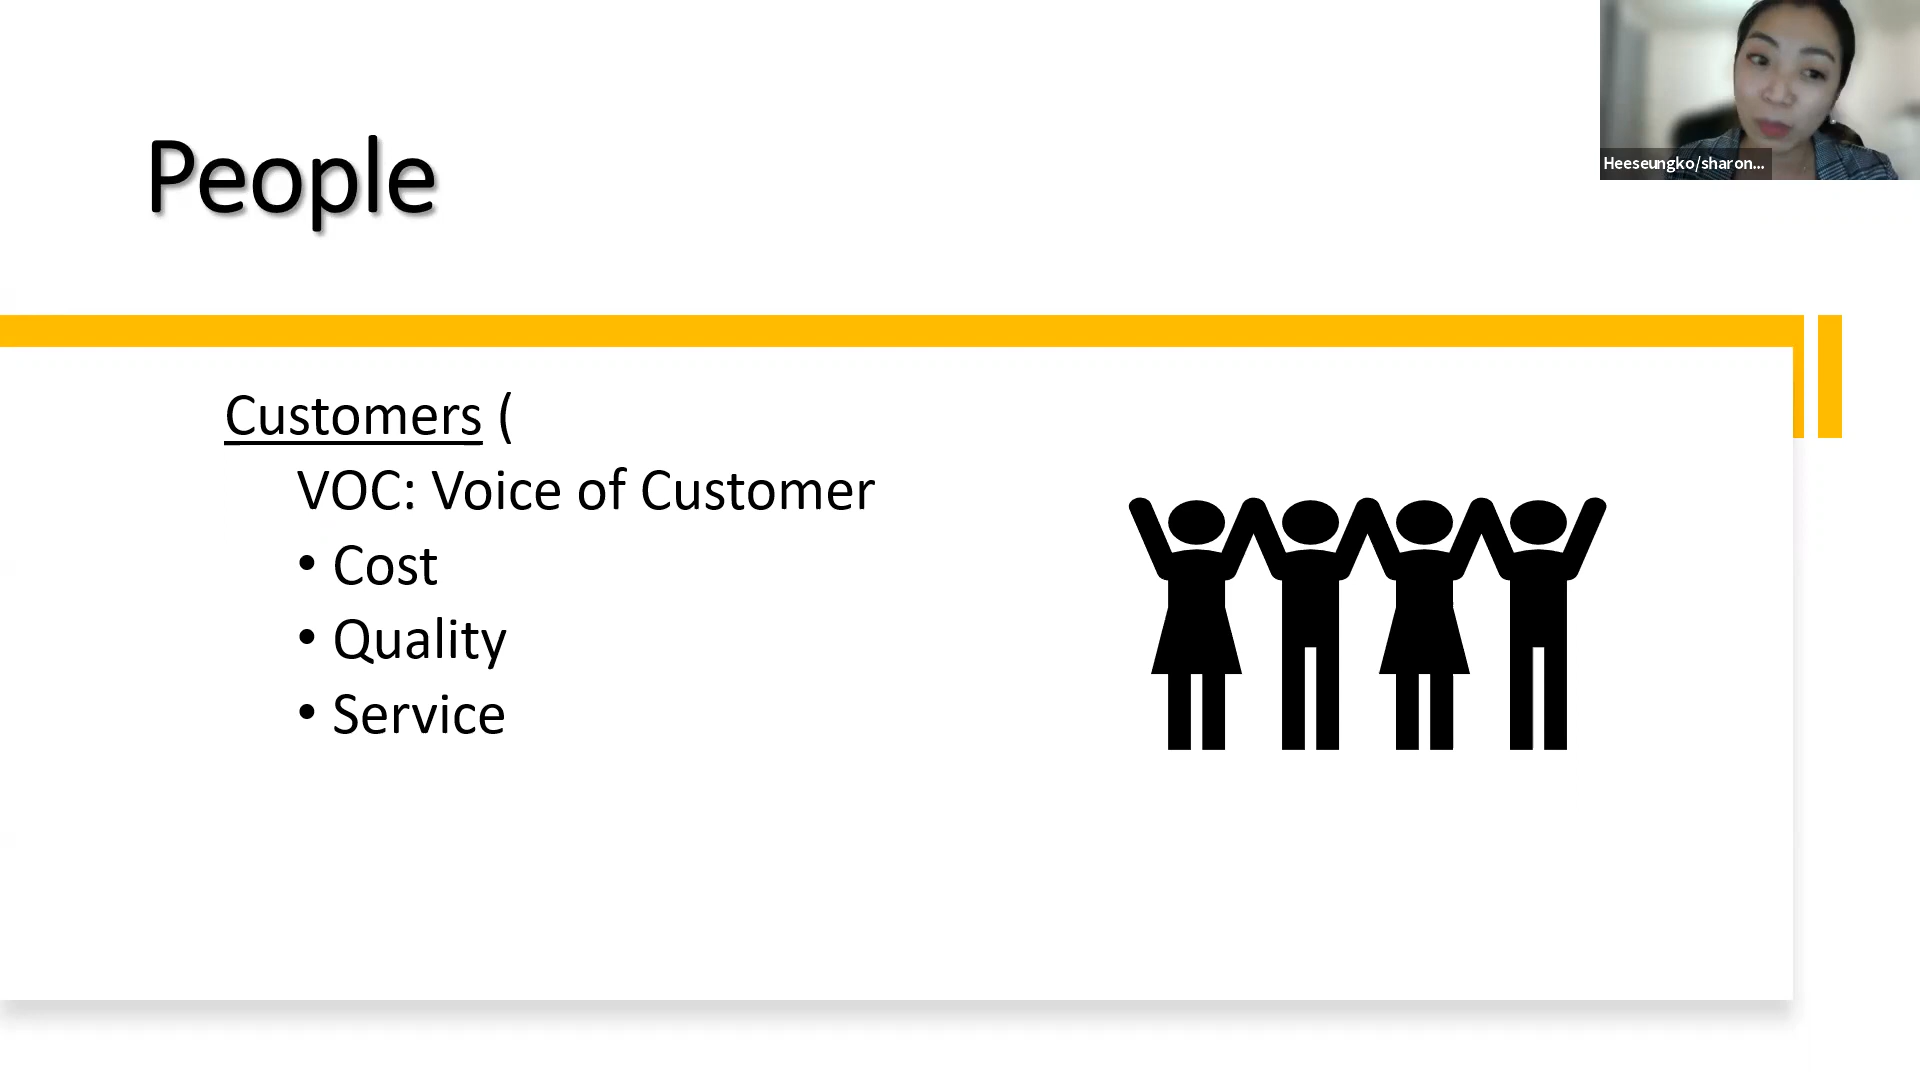 Heeseungko/sharon...
People
Customers (
VOC: Voice of Customer
• Cost
• Quality
• Service